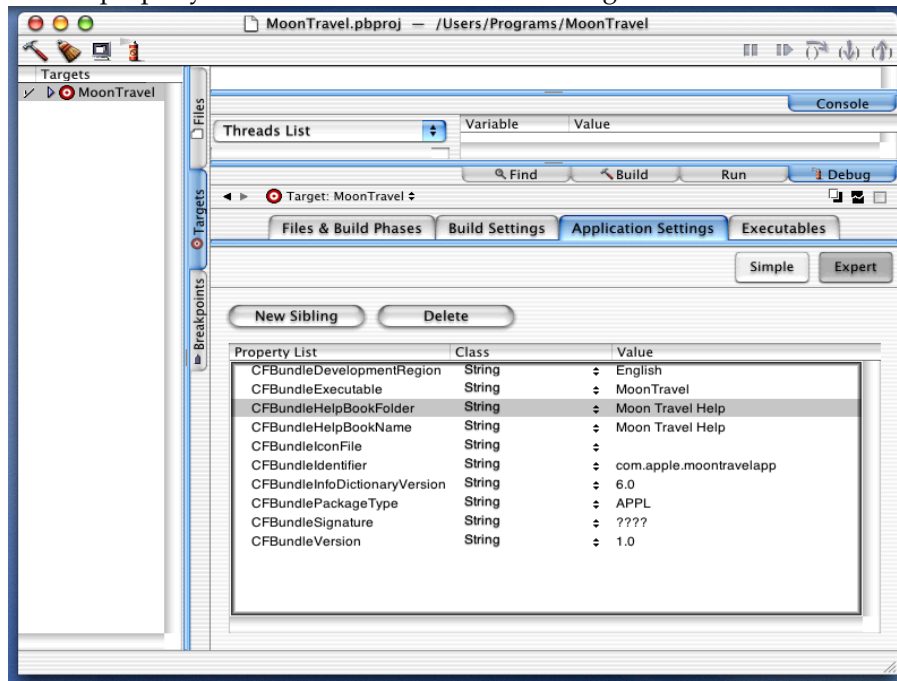 MoonTravel.pbproj — /Users/Programs/MoonTravel
Targets
MoonTravel
Files
Targets
Breakpoints
Console
Threads List
Variable Value
Find Build Run Debug
Target: MoonTravel
Files & Build Phases Build Settings Application Settings Executables
Simple Expert
New Sibling Delete
Property List Class Value
CFBundleDevelopmentRegion String English
CFBundleExecutable String MoonTravel
CFBundleHelpBookFolder String Moon Travel Help
CFBundleHelpBookName String Moon Travel Help
CFBundleIconFile String
CFBundleIdentifier String com.apple.moontravelapp
CFBundleInfoDictionaryVersion String 6.0
CFBundlePackageType String APPL
CFBundleSignature String ????
CFBundleVersion String 1.0